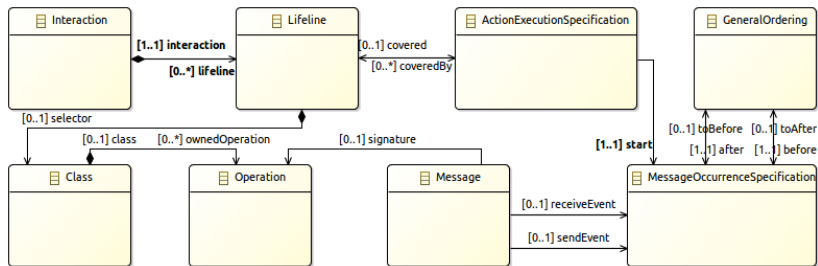 Interaction
Lifeline
ActionExecutionSpecification
GeneralOrdering
[1..1] interaction
[0..*] lifeline
[0..1] covered
[0..*] coveredBy
[0..1] selector
[0..1] class
[0..*] ownedOperation
[0..1] signature
[1..1] start
[0..1] toBefore
[0..1] toAfter
[1..1] after
[1..1] before
Class
Operation
Message
MessageOccurrenceSpecification
[0..1] receiveEvent
[0..1] sendEvent